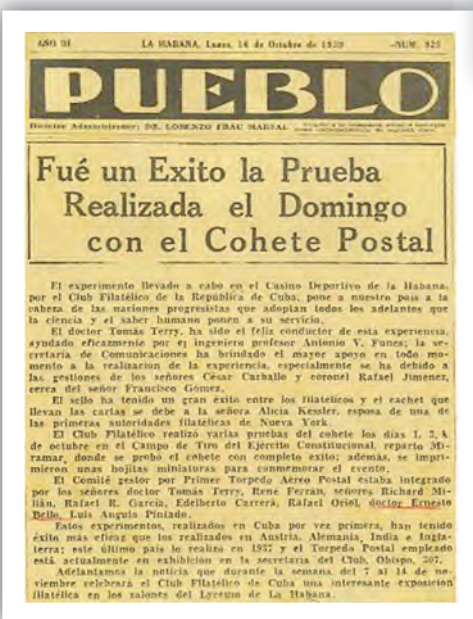 AÑO III LA HABANA, Lunes, 16 de Octubre de 1939 -NUM. 925
PUEBLO
Director Administrador: DR. LORENZO FRAU MARSAL
Fué un Exito la Prueba
Realizada el Domingo
con el Cohete Postal
El experimento llevado a cabo en el Casino Deportivo de la Habana,
por el Club Filatélico de la República de Cuba, pone a nuestro país a la
cabeza de las naciones progresistas que adoptan todos los adelantos que
la ciencia y el saber humano ponen a su servicio.
El doctor Tomás Terry, ha sido el feliz conductor de esta experiencia,
ayudado eficazmente por el ingeniero profesor Antonio V. Funes; la se-
cretaría de Comunicaciones ha brindado el mayor apoyo en todo mo-
mento a la realización de la experiencia, especialmente se ha debido a
las gestiones de los señores César Carballo y coronel Rafael Jimenez,
cerca del señor Francisco Gómez.
El sello ha tenido un gran éxito entre los filatélicos y el cachet que
llevan las cartas se debe a la señora Alicia Kessler, esposa de una de
las primeras autoridades filatélicas de Nueva York.
El Club Filatélico realizó varias pruebas del cohete los días 1, 3,
de octubre en el Campo de Tiro del Ejército Constitucional, reparto Mi-
ramar, donde se probó el cohete con completo éxito; además, se impri-
mieron unas hojitas miniaturas para conmemorar el evento.
El Comité gestor por Primer Torpedo Aéreo Postal estaba integrado
por los señores doctor Tomás Terry, René Ferrán, señores Richard Mi-
lián, Rafael R. García, Edelberto Carrerá, Rafael Oriol, doctor Ernesto
Bello, Luis Angulo Pintado.
Estos experimentos, realizados en Cuba por vez primera, han tenido
éxito más eficaz que los realizados en Austria, Alemania, India e Ingla-
terra; este último país lo realizó en 1937 y el Torpedo Postal empleado
está actualmente en exhibición en la secretaría del Club, Obispo, 307.
Adelantamos la noticia que durante la semana del 7 al 14 de no-
viembre celebrará el Club Filatélico de Cuba una interesante exposición
filatélica en los salones del Lyceum de La Habana.